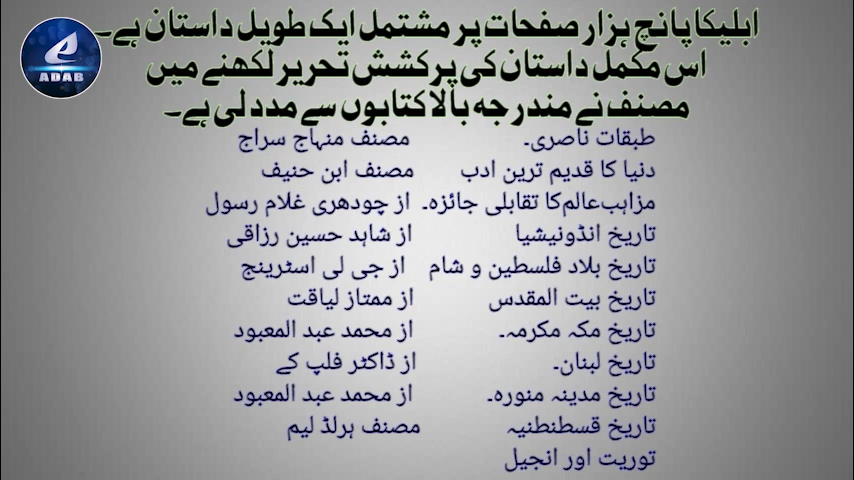 ابلیکا پانچ ہزار صفحات پر مشتمل ایک طویل داستان ہے۔
اس مکمل داستان کی پرکشش تحریر لکھنے میں
مصنف نے مندرجہ بالا کتابوں سے مدد لی ہے۔
طبقات ناصری۔ مصنف منہاج سراج
دنیا کا قدیم ترین ادب مصنف ابن حنیف
مزاہب عالم کا تقابلی جائزہ۔ از چودھری غلام رسول
تاریخ انڈونیشیا از شاہد حسین رزاقی
تاریخ بلاد فلسطین و شام از جی لی اسٹرینج
تاریخ بیت المقدس از ممتاز لیاقت
تاریخ مکہ مکرمہ۔ از محمد عبد المعبود
تاریخ لبنان۔ از ڈاکٹر فلپ کے
تاریخ مدینہ منورہ۔ از محمد عبد المعبود
تاریخ قسطنطنیہ مصنف ہرلڈ لیم
توریت اور انجیل
e
ADAB